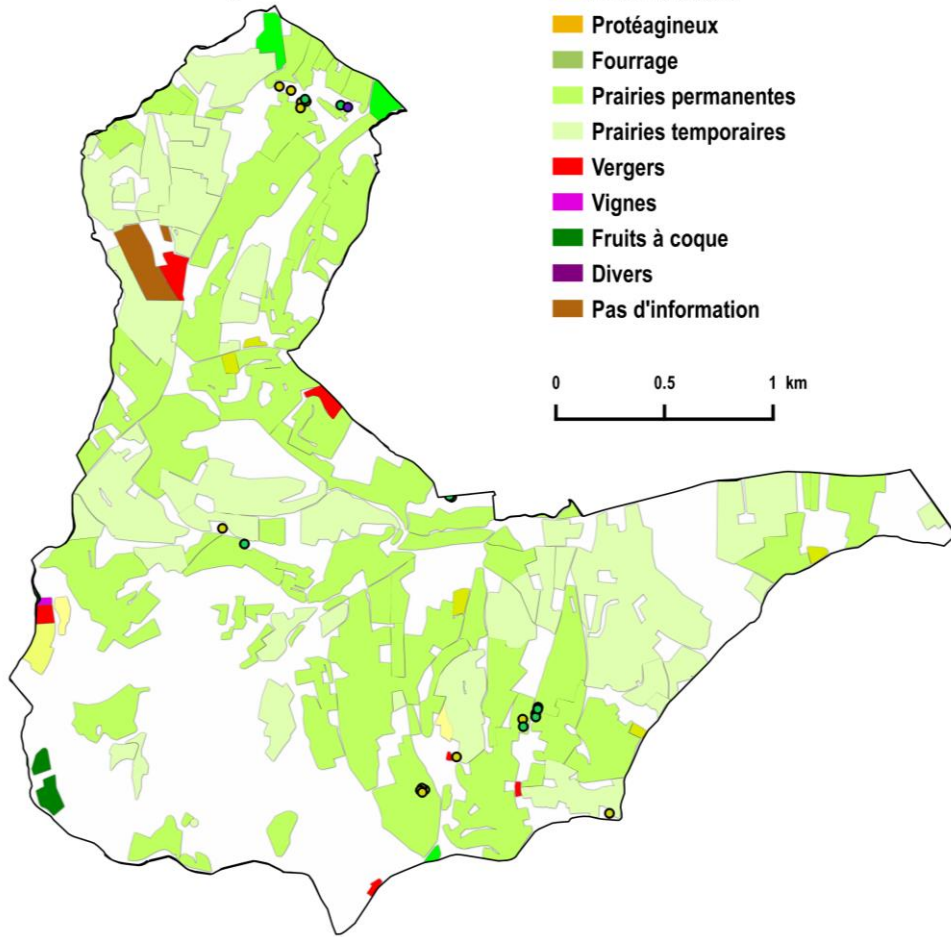 Protéagineux
Fourrage
Prairies permanentes
Prairies temporaires
Vergers
Vignes
Fruits à coque
Divers
Pas d'information
0 0.5 1 km